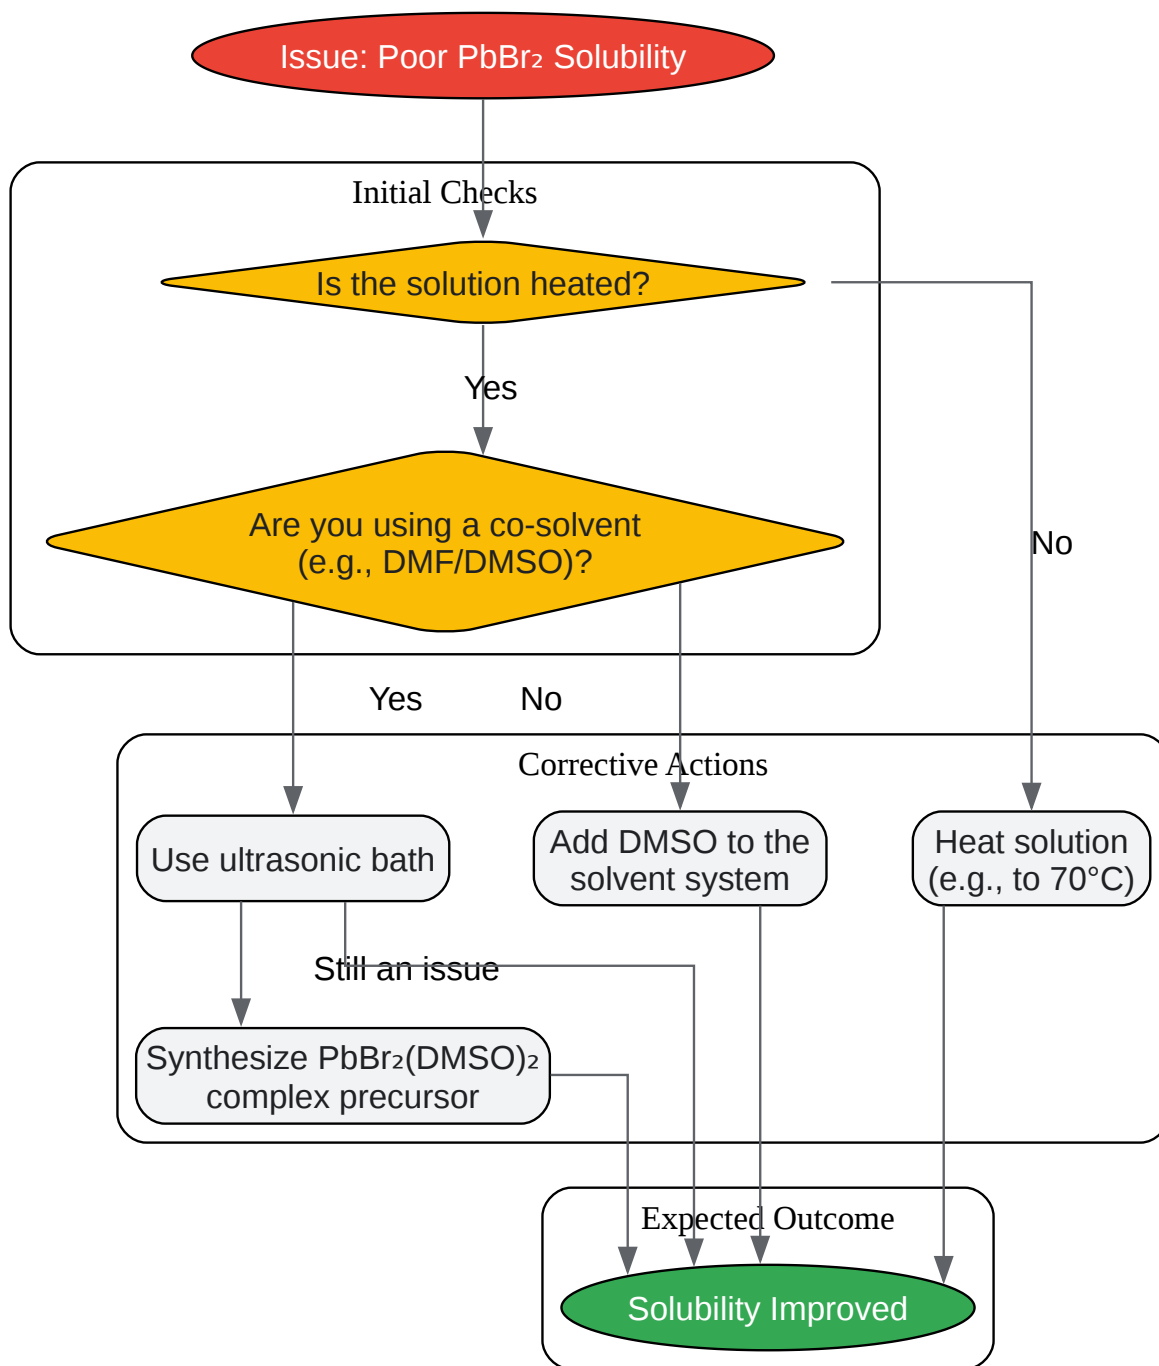 Issue: Poor PbBr₂ Solubility
Initial Checks
Is the solution heated?
Yes
Are you using a co-solvent
(e.g., DMF/DMSO)?
No
Yes
No
Corrective Actions
Use ultrasonic bath
Add DMSO to the
solvent system
Heat solution
(e.g., to 70°C)
Still an issue
Synthesize PbBr₂(DMSO)₂
complex precursor
Expected Outcome
Solubility Improved